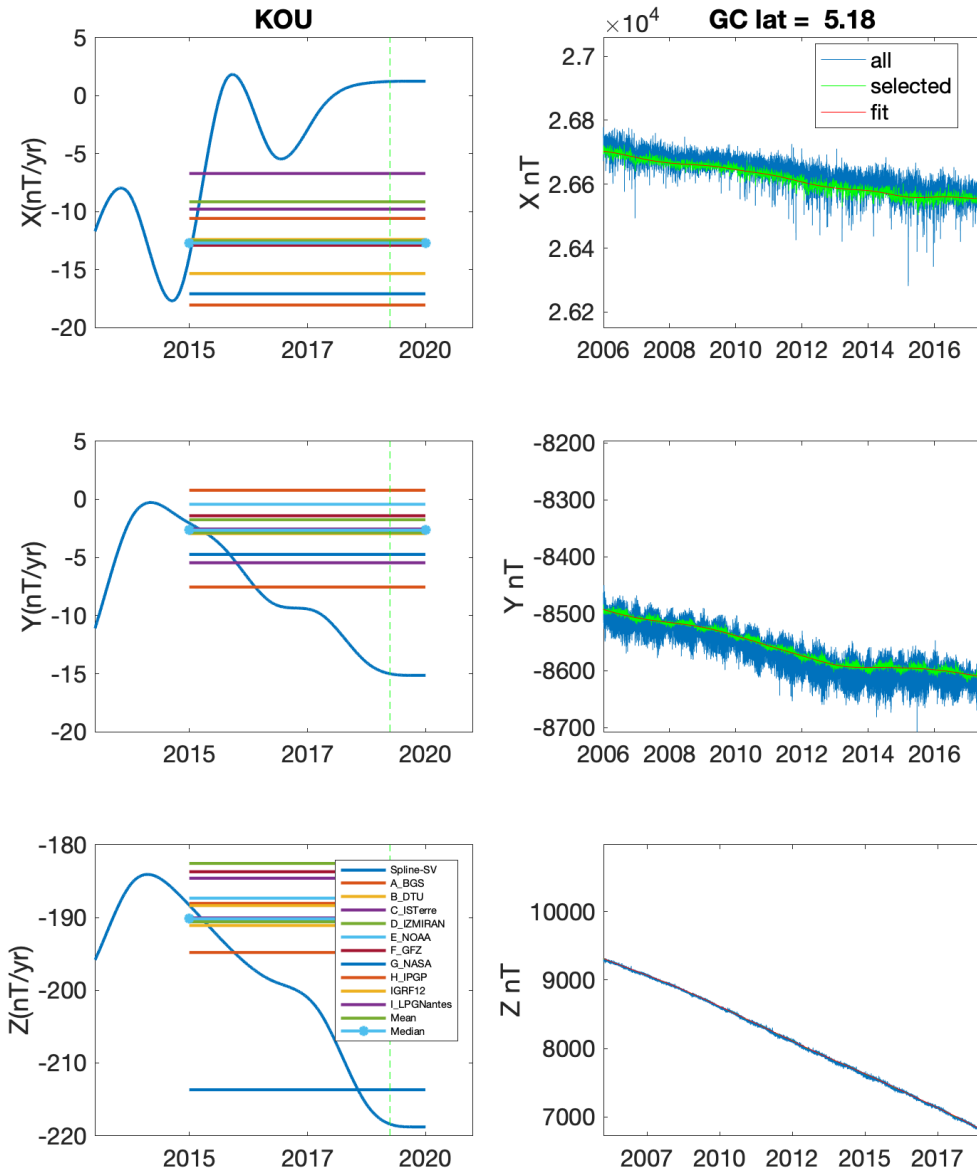 KOU
GC lat = 5.18
5
0
-5
-10
-15
-20
X(nT/yr)
2015
2017
2020
×10⁴
2.7
2.68
2.66
2.64
2.62
X nT
2006
2008
2010
2012
2014
2016
all
selected
fit
5
0
-5
-10
-15
-20
Y(nT/yr)
2015
2017
2020
-8200
-8300
-8400
-8500
-8600
-8700
Y nT
2006
2008
2010
2012
2014
2016
-180
-190
-200
-210
-220
Z(nT/yr)
2015
2017
2020
Spline-SV
A_BGS
B_DTU
C_ISTerre
D_IZMIRAN
E_NOAA
F_GFZ
G_NASA
H_IPGP
IGRF12
I_LPGNantes
Mean
Median
10000
9000
8000
7000
Z nT
2007
2010
2012
2015
2017